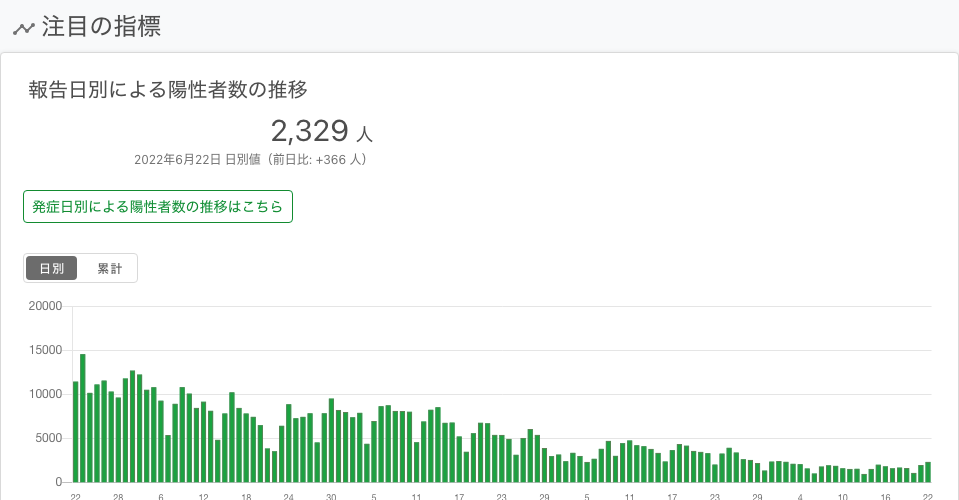 注目の指標
報告日別による陽性者数の推移
2,329 人
2022年6月22日 日別値（前日比: +366 人）
発症日別による陽性者数の推移はこちら
日別 累計
20000
15000
10000
5000
0
22 28 6 12 18 24 30 5 11 17 23 29 5 11 17 23 29 4 10 16 22